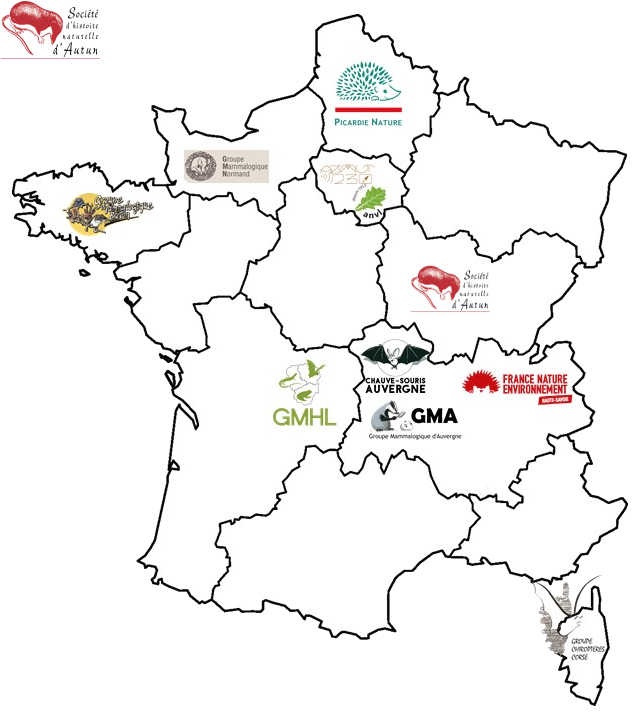 Société
d'histoire
naturelle
d'Autun
PICARDIE NATURE
Groupe
Mammalogique
Normand
anvl
Société
d'histoire
naturelle
d'Autun
CHAUVE-SOURIS
AUVERGNE
FRANCE NATURE
ENVIRONNEMENT
HAUTE-SAVOIE
GMHL
GMA
Groupe Mammalogique d'Auvergne
GROUPE
CHIROPTÈRES
CORSE